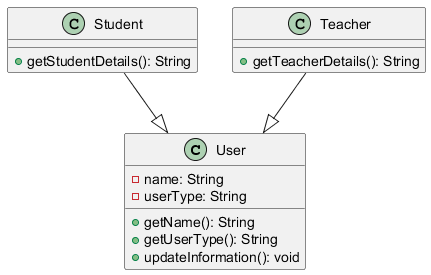 C Student
getStudentDetails(): String
C Teacher
getTeacherDetails(): String
C User
name: String
userType: String
getName(): String
getUserType(): String
updateInformation(): void